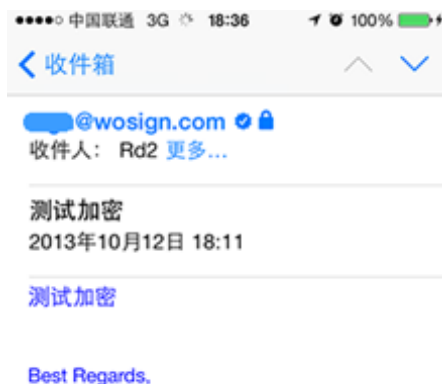 中国联通 3G 18:36 100%
收件箱
@wosign.com
收件人： Rd2 更多...
测试加密
2013年10月12日 18:11
测试加密
Best Regards,